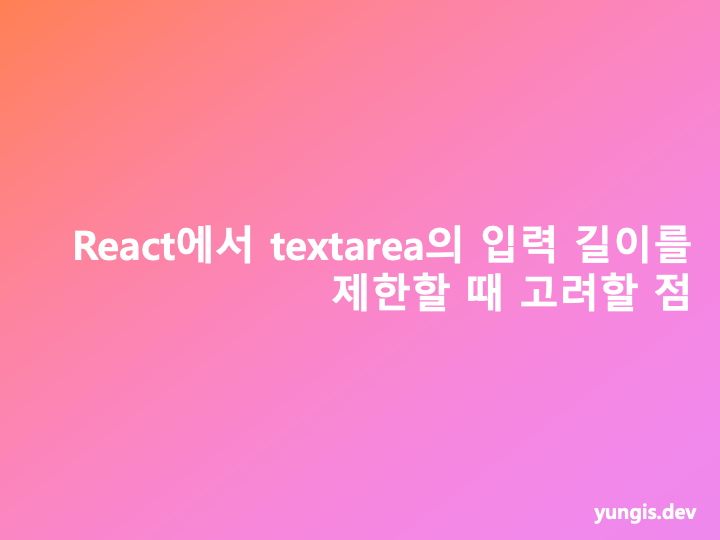 React에서 textarea의 입력 길이를
제한할 때 고려할 점
yungis.dev